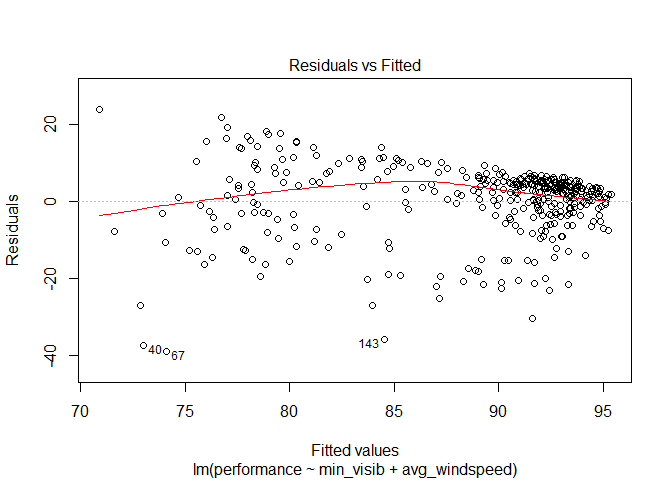 Residuals vs Fitted
Residuals
20
0
-20
-40
40
67
143
70 75 80 85 90 95
Fitted values
lm(performance ~ min_visib + avg_windspeed)